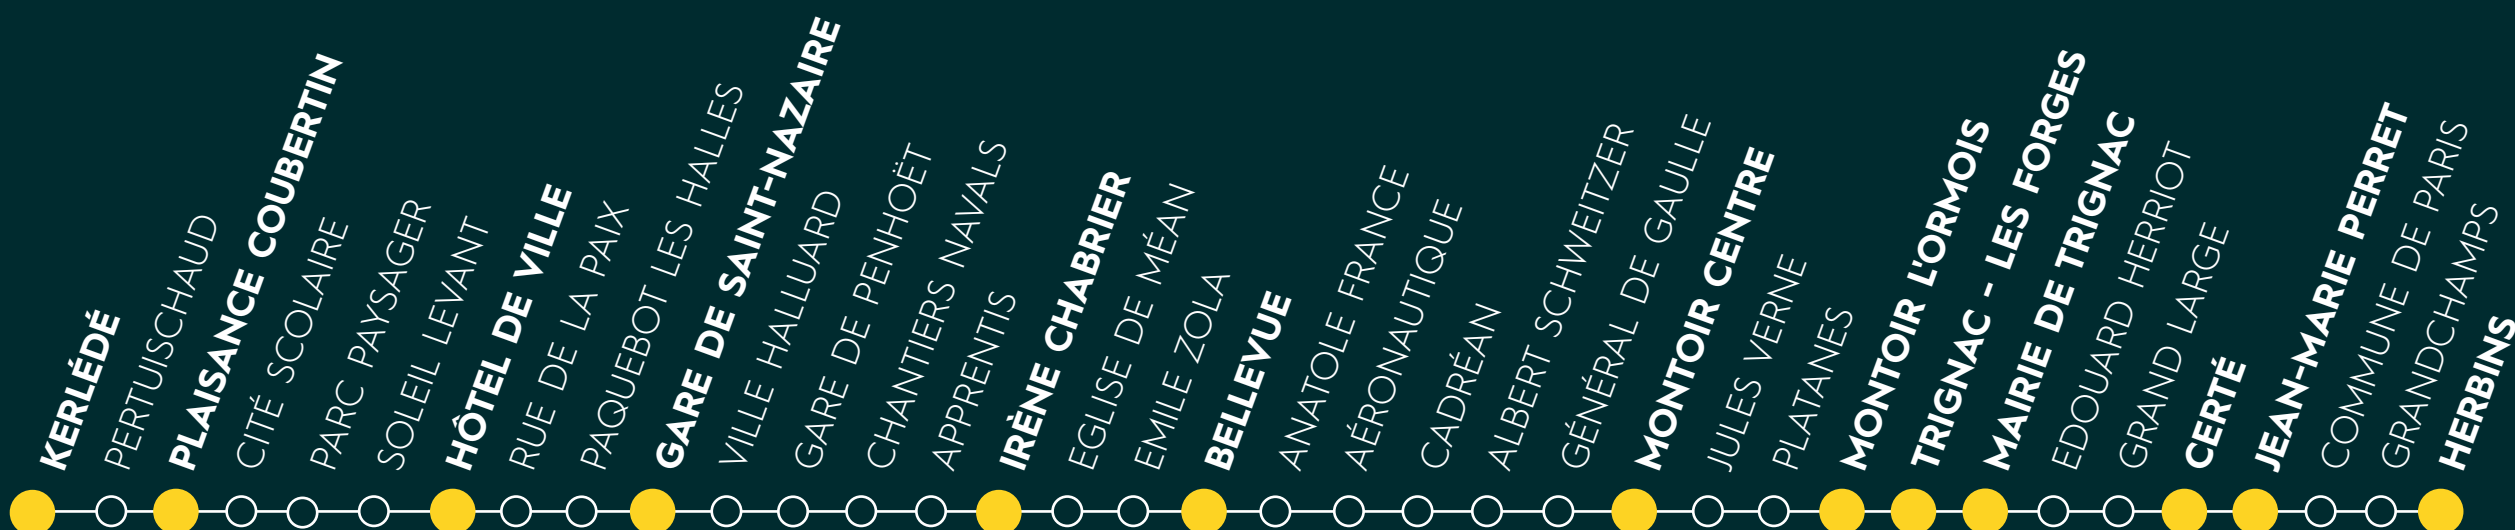 KERLÉDÉ
PERTUISCHAUD
PLAISANCE COUBERTIN
CITÉ SCOLAIRE
PARC PAYSAGER
SOLEIL LEVANT
HÔTEL DE VILLE
RUE DE LA PAIX
PAQUEBOT LES HALLES
GARE DE SAINT-NAZAIRE
VILLE HALLUARD
GARE DE PENHOËT
CHANTIERS NAVALS
APPRENTIS
IRÈNE CHABRIER
EGLISE DE MÉAN
EMILE ZOLA
BELLEVUE
ANATOLE FRANCE
AÉRONAUTIQUE
CADRÉAN
ALBERT SCHWEITZER
GÉNÉRAL DE GAULLE
MONTOIR CENTRE
JULES VERNE
PLATANES
MONTOIR L'ORMOIS
TRIGNAC - LES FORGES
MAIRIE DE TRIGNAC
EDOUARD HERRIOT
GRAND LARGE
CERTÉ
JEAN-MARIE PERRET
COMMUNE DE PARIS
GRANDCHAMPS
HERBINS